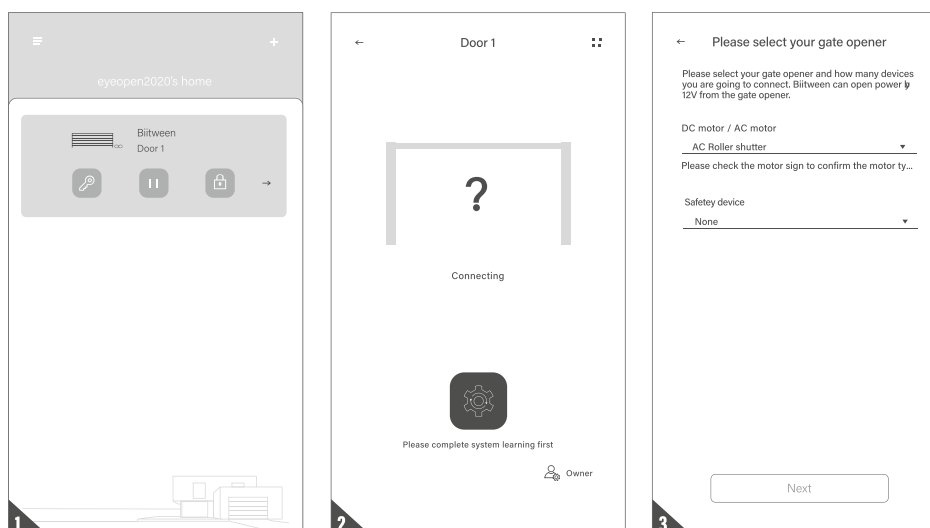 eyeopen2020's home
Biitween
Door 1
1
Door 1
?
Connecting
Please complete system learning first
Owner
2
Please select your gate opener
Please select your gate opener and how many devices
you are going to connect. Biitween can open power
12V from the gate opener.
DC motor / AC motor
AC Roller shutter
Please check the motor sign to confirm the motor ty...
Safetey device
None
Next
3